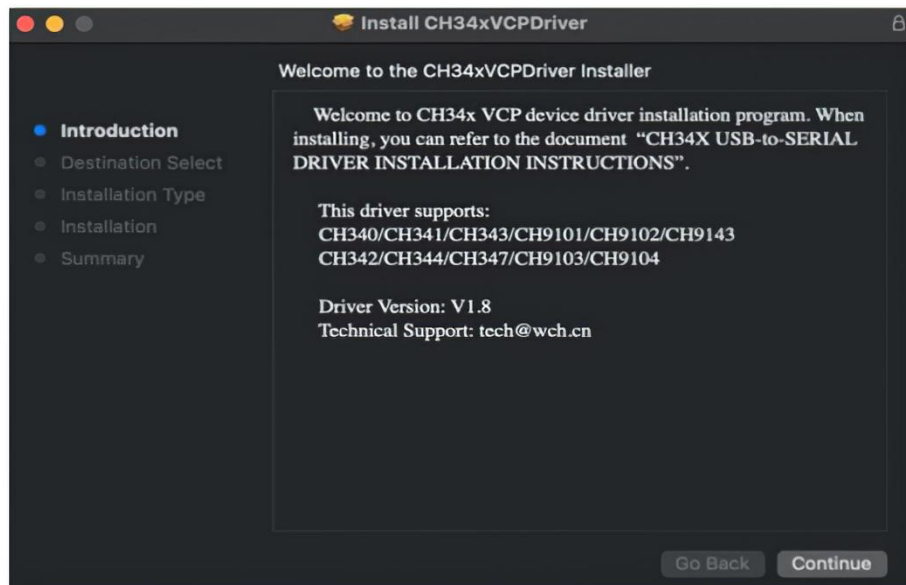 Install CH34xVCPDriver
Welcome to the CH34xVCPDriver Installer
Introduction
Destination Select
Installation Type
Installation
Summary
Welcome to CH34x VCP device driver installation program. When
installing, you can refer to the document “CH34X USB-to-SERIAL
DRIVER INSTALLATION INSTRUCTIONS”.
This driver supports:
CH340/CH341/CH343/CH9101/CH9102/CH9143
CH342/CH344/CH347/CH9103/CH9104
Driver Version: V1.8
Technical Support: tech@wch.cn
Go Back
Continue